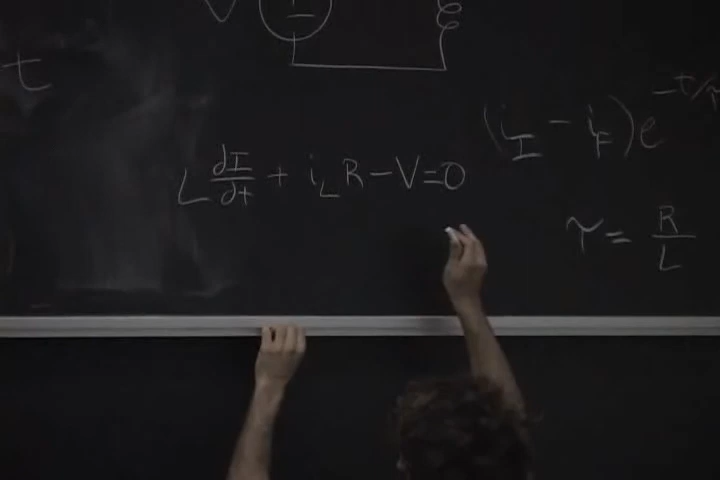 V
t
(i_I - i_F)e^{-t/τ}
L dI/dt + i_L R - V = 0
τ = R/L